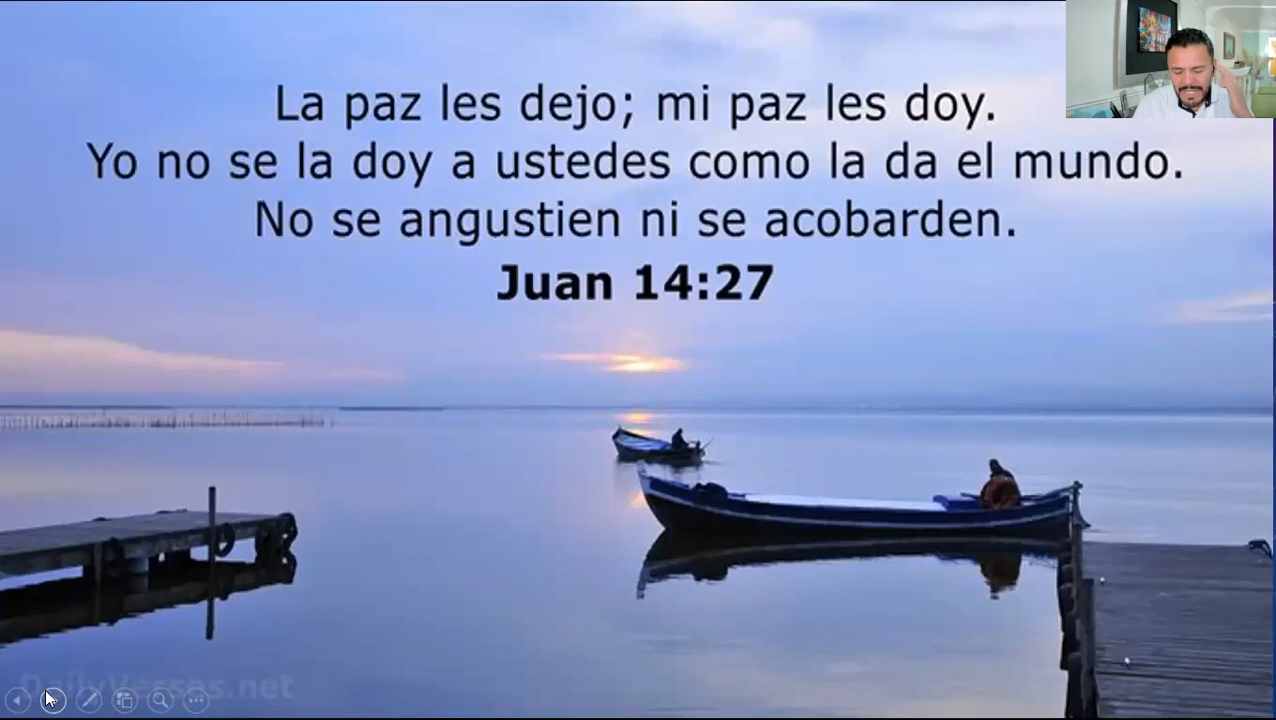 La paz les dejo; mi paz les doy.
Yo no se la doy a ustedes como la da el mundo.
No se angustien ni se acobarden.
Juan 14:27
DailyVerses.net